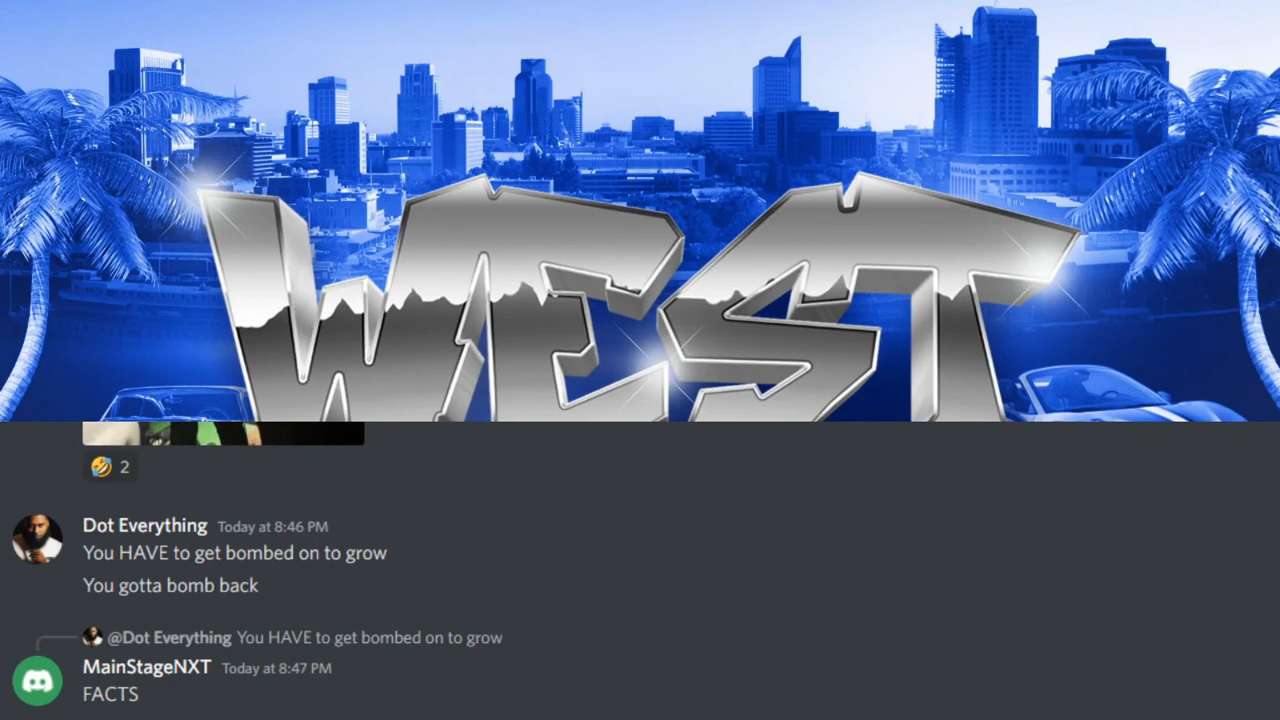 WEST
2
Dot Everything Today at 8:46 PM
You HAVE to get bombed on to grow
You gotta bomb back
@Dot Everything You HAVE to get bombed on to grow
MainStageNXT Today at 8:47 PM
FACTS